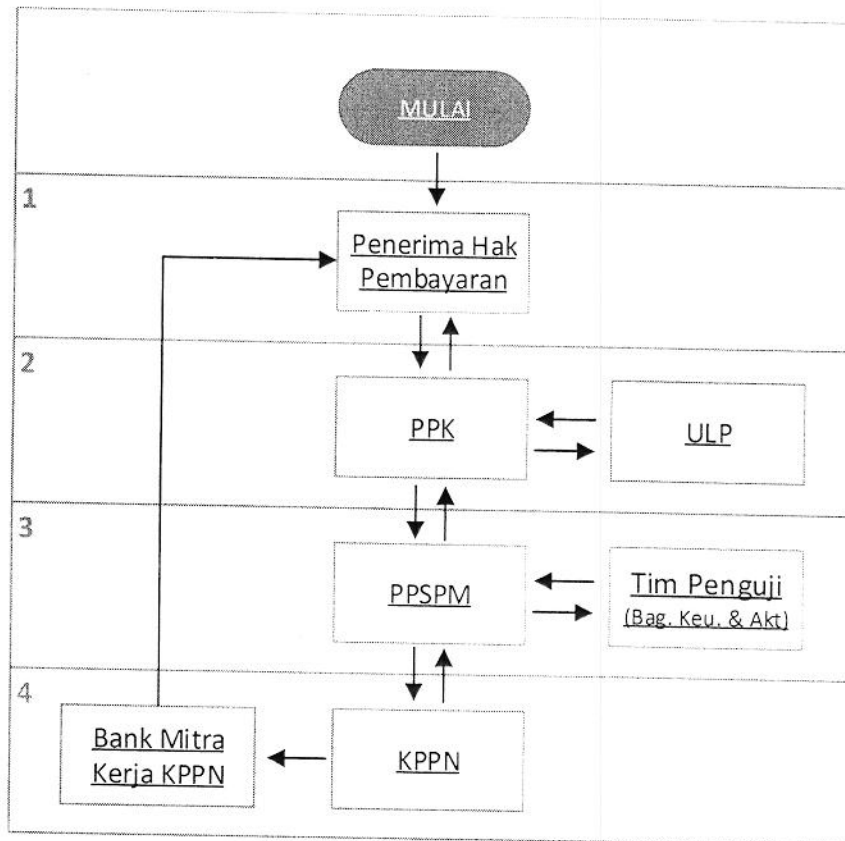 MULAI
1
Penerima Hak
Pembayaran
2
PPK
ULP
3
PPSPM
Tim Penguji
(Bag. Keu. & Akt)
4
Bank Mitra
Kerja KPPN
KPPN